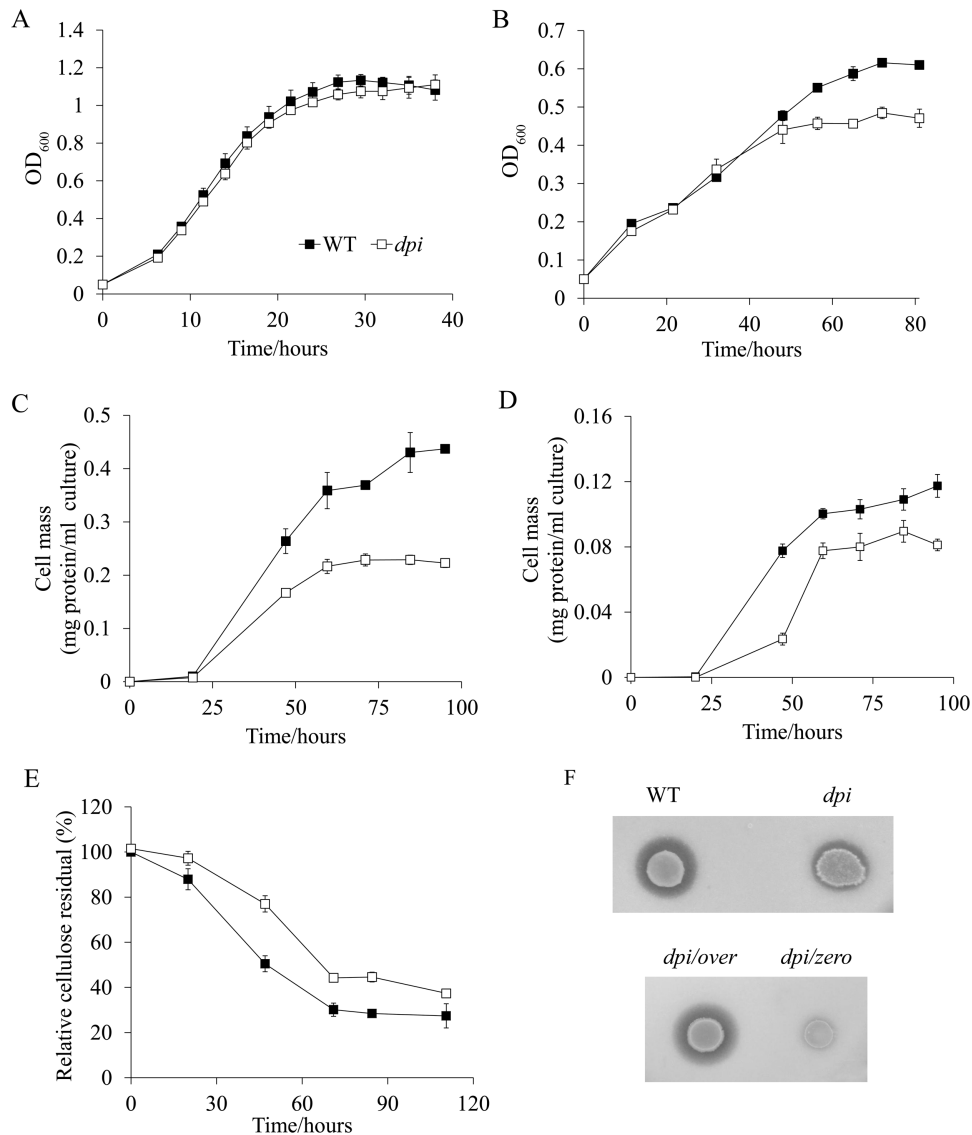 A
OD600
1.4
1.2
1
0.8
0.6
0.4
0.2
0
0 10 20 30 40
Time/hours
WT dpi
B
OD600
0.7
0.6
0.5
0.4
0.3
0.2
0.1
0
0 20 40 60 80
Time/hours
C
Cell mass
(mg protein/ml culture)
0.5
0.4
0.3
0.2
0.1
0
0 25 50 75 100
Time/hours
D
Cell mass
(mg protein/ml culture)
0.16
0.12
0.08
0.04
0
0 25 50 75 100
Time/hours
E
Relative cellulose residual (%)
120
100
80
60
40
20
0
0 30 60 90 120
Time/hours
F
WT dpi
dpi/over dpi/zero